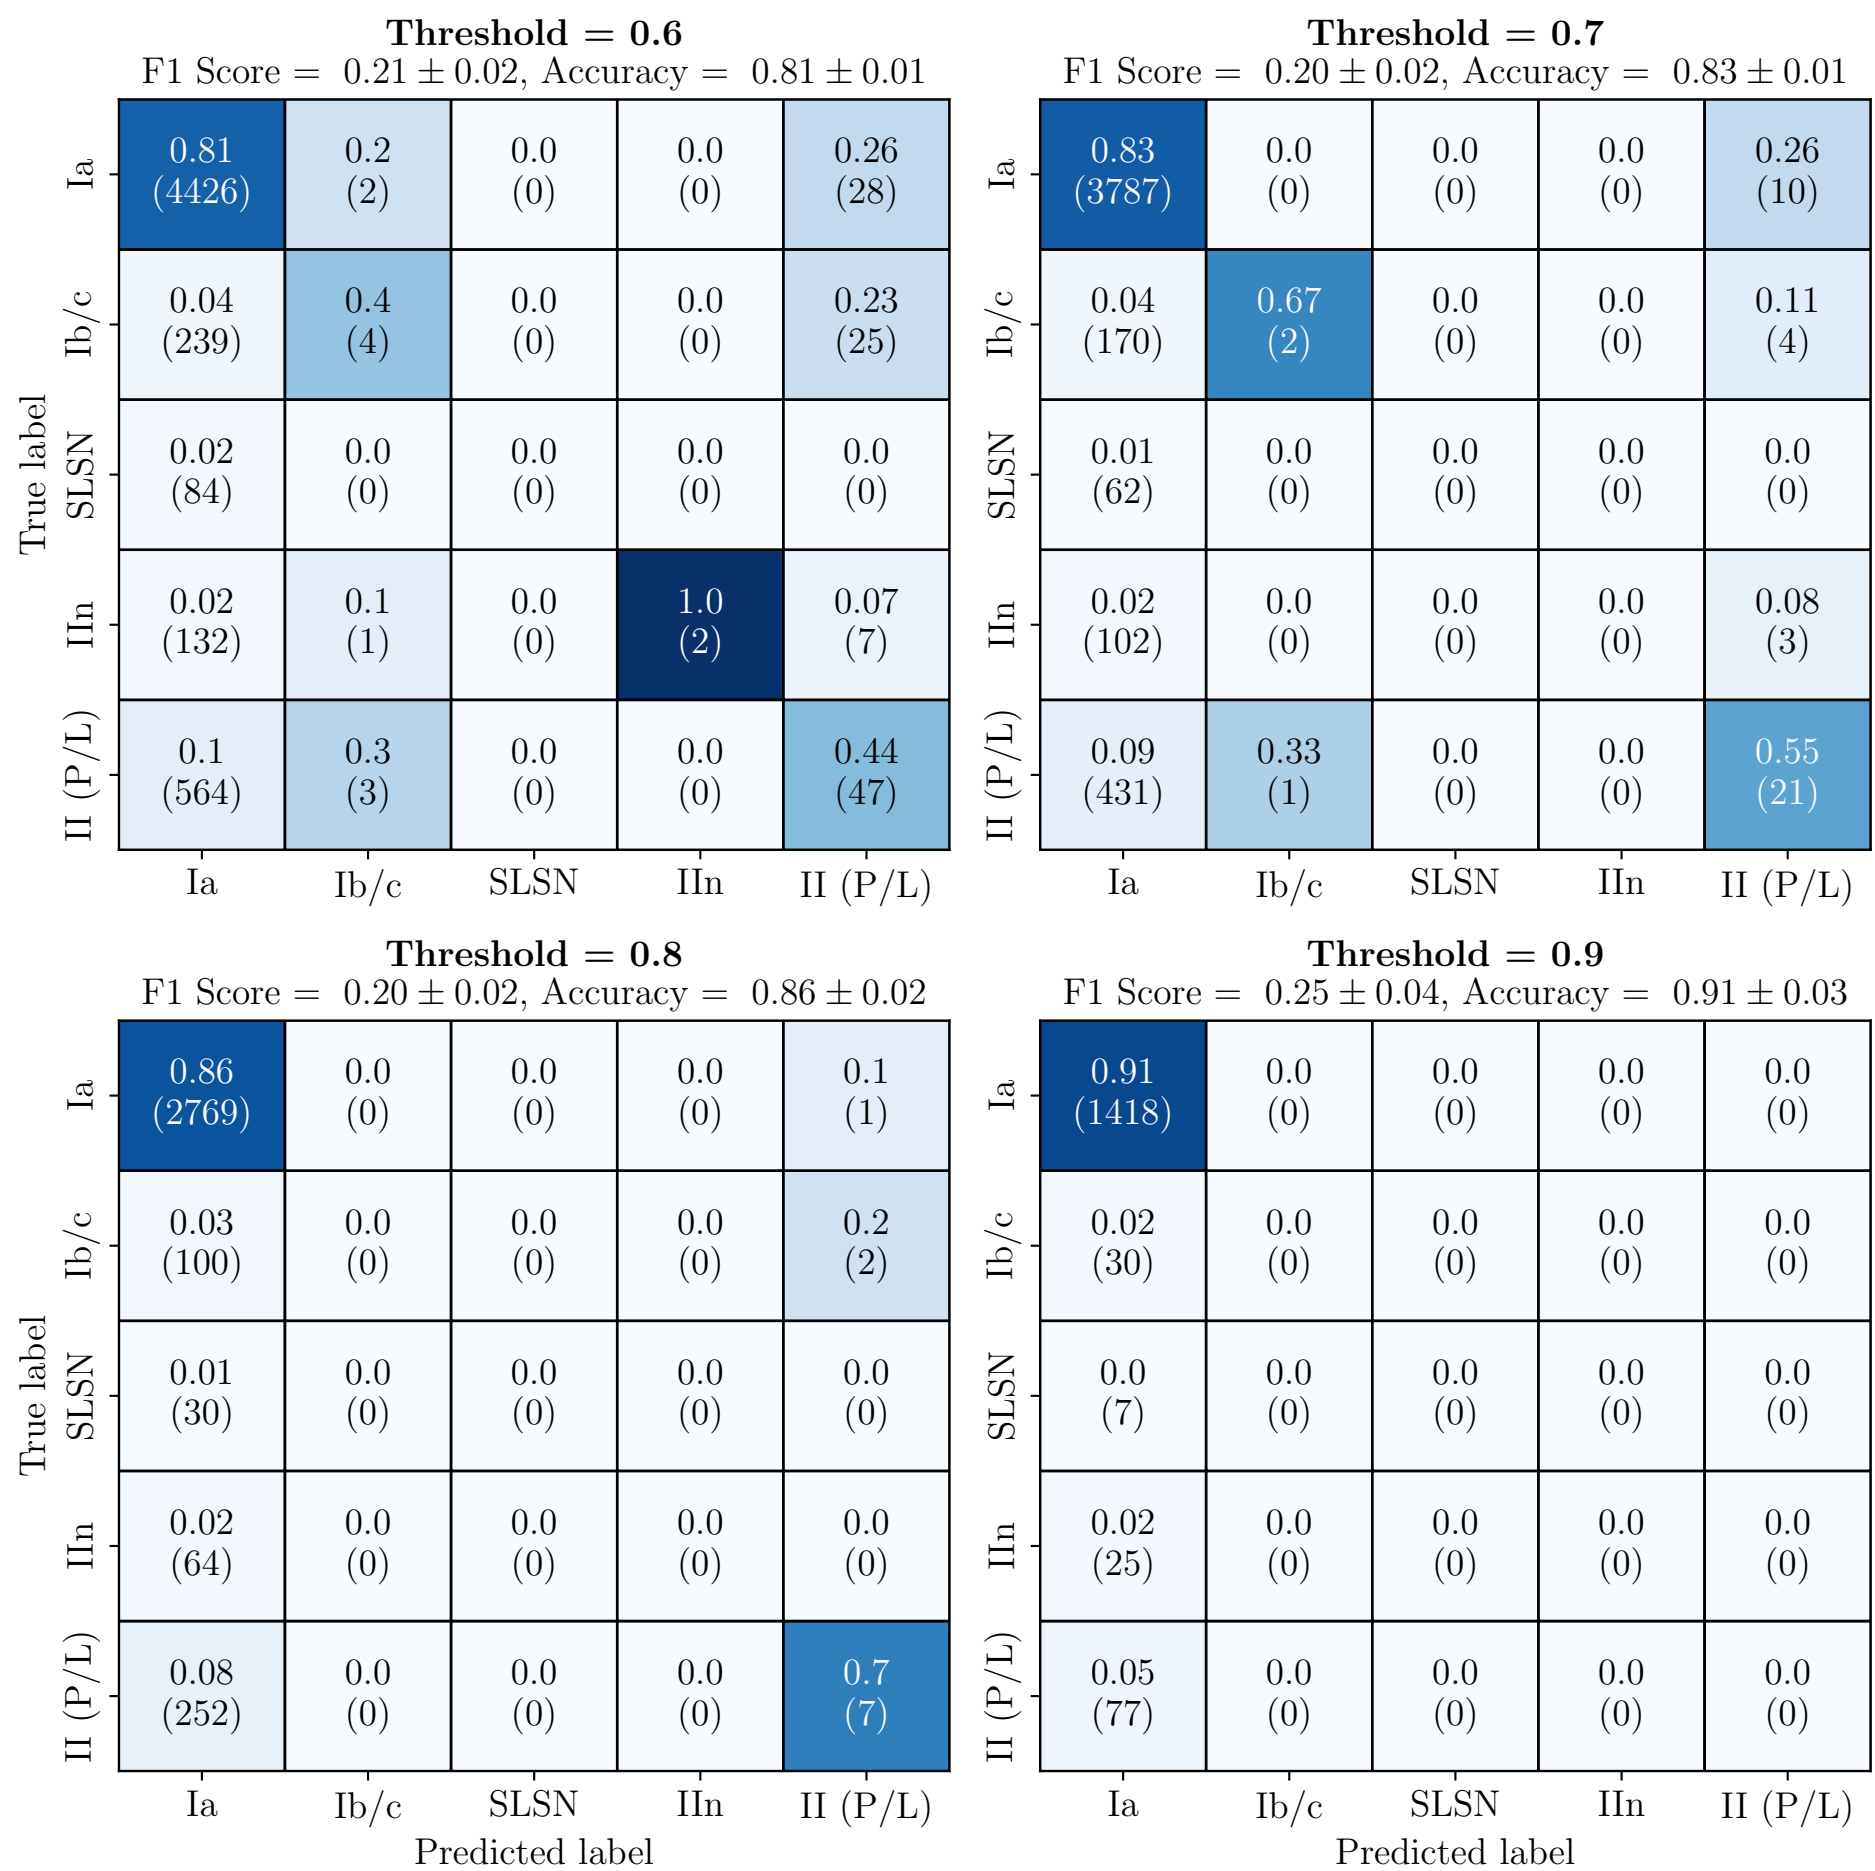 Threshold = 0.6
F1 Score = 0.21 ± 0.02, Accuracy = 0.81 ± 0.01
True label
Ia
0.81 0.2 0.0 0.0 0.26
(4426) (2) (0) (0) (28)
Ib/c
0.04 0.4 0.0 0.0 0.23
(239) (4) (0) (0) (25)
SLSN
0.02 0.0 0.0 0.0 0.0
(84) (0) (0) (0) (0)
IIn
0.02 0.1 0.0 1.0 0.07
(132) (1) (0) (2) (7)
II (P/L)
0.1 0.3 0.0 0.0 0.44
(564) (3) (0) (0) (47)
Ia Ib/c SLSN IIn II (P/L)
Threshold = 0.7
F1 Score = 0.20 ± 0.02, Accuracy = 0.83 ± 0.01
Ia
0.83 0.0 0.0 0.0 0.26
(3787) (0) (0) (0) (10)
Ib/c
0.04 0.67 0.0 0.0 0.11
(170) (2) (0) (0) (4)
SLSN
0.01 0.0 0.0 0.0 0.0
(62) (0) (0) (0) (0)
IIn
0.02 0.0 0.0 0.0 0.08
(102) (0) (0) (0) (3)
II (P/L)
0.09 0.33 0.0 0.0 0.55
(431) (1) (0) (0) (21)
Ia Ib/c SLSN IIn II (P/L)
Threshold = 0.8
F1 Score = 0.20 ± 0.02, Accuracy = 0.86 ± 0.02
True label
Ia
0.86 0.0 0.0 0.0 0.1
(2769) (0) (0) (0) (1)
Ib/c
0.03 0.0 0.0 0.0 0.2
(100) (0) (0) (0) (2)
SLSN
0.01 0.0 0.0 0.0 0.0
(30) (0) (0) (0) (0)
IIn
0.02 0.0 0.0 0.0 0.0
(64) (0) (0) (0) (0)
II (P/L)
0.08 0.0 0.0 0.0 0.7
(252) (0) (0) (0) (7)
Ia Ib/c SLSN IIn II (P/L)
Predicted label
Threshold = 0.9
F1 Score = 0.25 ± 0.04, Accuracy = 0.91 ± 0.03
Ia
0.91 0.0 0.0 0.0 0.0
(1418) (0) (0) (0) (0)
Ib/c
0.02 0.0 0.0 0.0 0.0
(30) (0) (0) (0) (0)
SLSN
0.0 0.0 0.0 0.0 0.0
(7) (0) (0) (0) (0)
IIn
0.02 0.0 0.0 0.0 0.0
(25) (0) (0) (0) (0)
II (P/L)
0.05 0.0 0.0 0.0 0.0
(77) (0) (0) (0) (0)
Ia Ib/c SLSN IIn II (P/L)
Predicted label